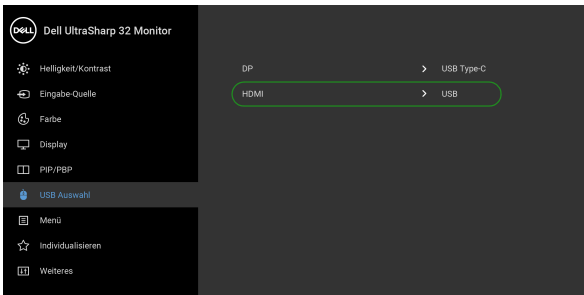 DELL Dell UltraSharp 32 Monitor
Helligkeit/Kontrast
Eingabe-Quelle
Farbe
Display
PIP/PBP
USB Auswahl
Menü
Individualisieren
Weiteres
DP > USB Type-C
HDMI > USB